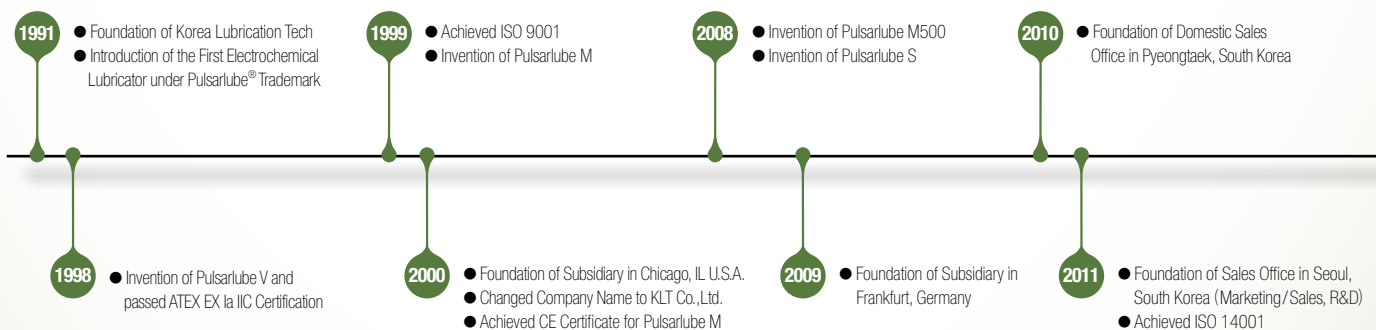 1991
● Foundation of Korea Lubrication Tech
● Introduction of the First Electrochemical
Lubricator under Pulsarlube® Trademark
1998
● Invention of Pulsarlube V and
passed ATEX EX Ia IIC Certification
1999
● Achieved ISO 9001
● Invention of Pulsarlube M
2000
● Foundation of Subsidiary in Chicago, IL U.S.A.
● Changed Company Name to KLT Co.,Ltd.
● Achieved CE Certificate for Pulsarlube M
2008
● Invention of Pulsarlube M500
● Invention of Pulsarlube S
2009
● Foundation of Subsidiary in
Frankfurt, Germany
2010
● Foundation of Domestic Sales
Office in Pyeongtaek, South Korea
2011
● Foundation of Sales Office in Seoul,
South Korea (Marketing/Sales, R&D)
● Achieved ISO 14001